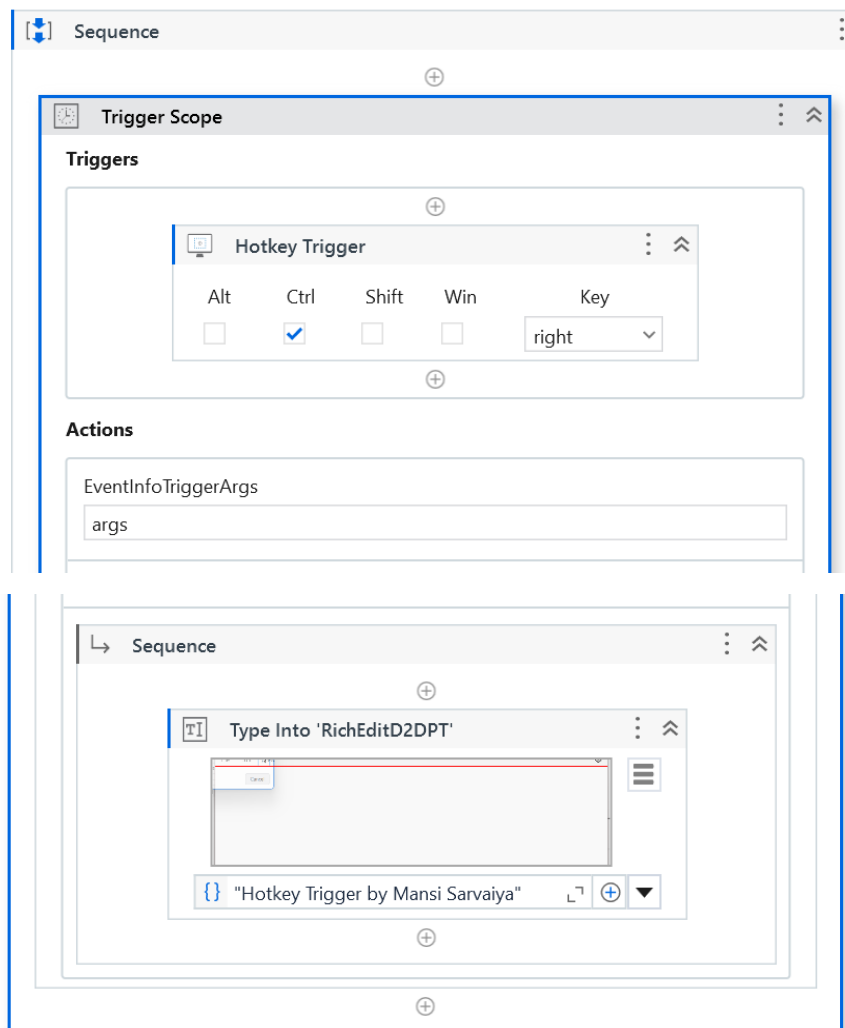 Sequence
Trigger Scope
Triggers
Hotkey Trigger
Alt Ctrl Shift Win Key
right
Actions
EventInfoTriggerArgs
args
Sequence
Type Into 'RichEditD2DPT'
"Hotkey Trigger by Mansi Sarvaiya"